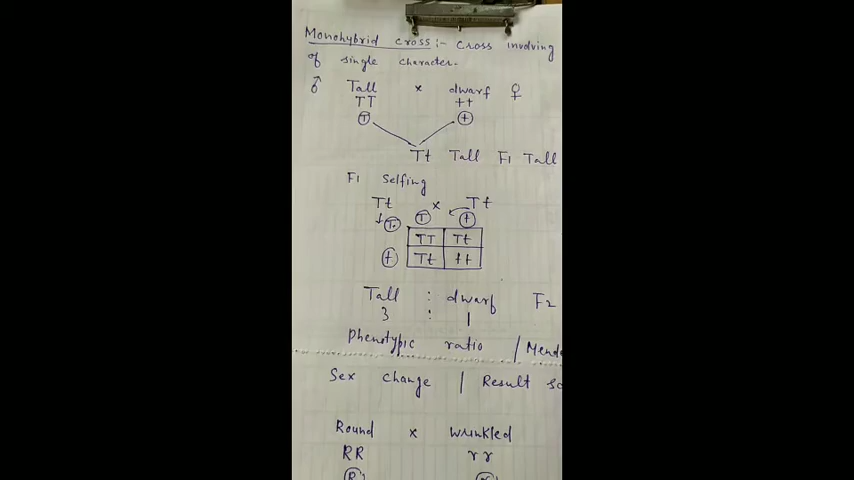 Monohybrid cross :- cross involving
of single character.
♂ Tall × dwarf ♀
TT tt
T t
Tt Tall F1 Tall
F1 Selfing
Tt × Tt
T t
T TT Tt
t Tt tt
Tall : dwarf F2
3 : 1
phenotypic ratio / Mend
Sex change / Result
Round × wrinkled
RR rr
R r